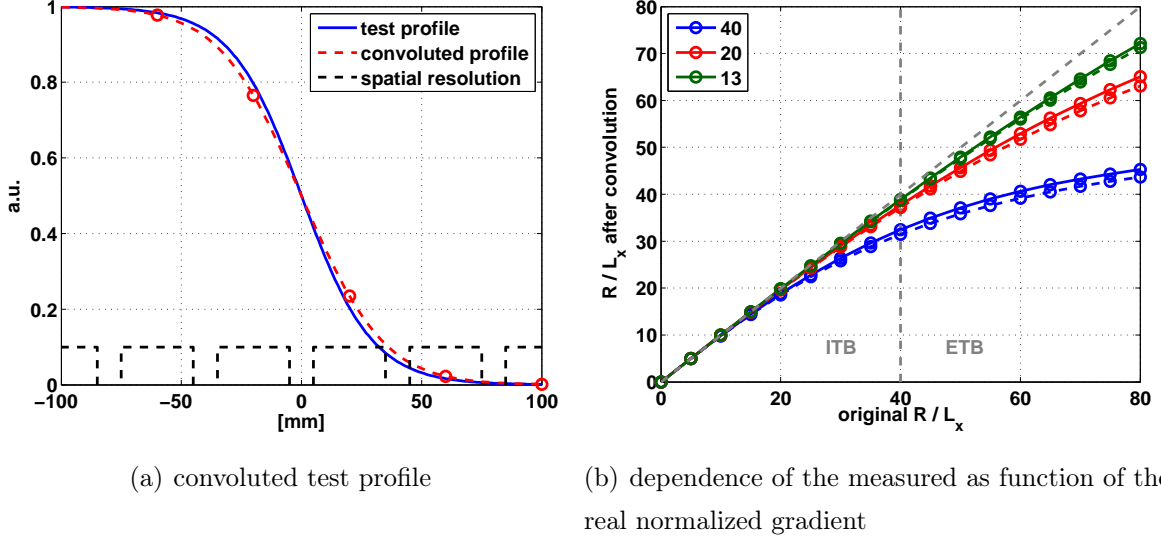 (a)
1
0.8
0.6
0.4
0.2
0
a.u.
−100
−50
0
50
100
[mm]
test profile
convoluted profile
spatial resolution
(b)
80
70
60
50
40
30
20
10
0
R / Lₓ after convolution
40
20
13
ITB
ETB
0
20
40
60
80
original R / Lₓ
(a) convoluted test profile
(b) dependence of the measured as function of the
real normalized gradient